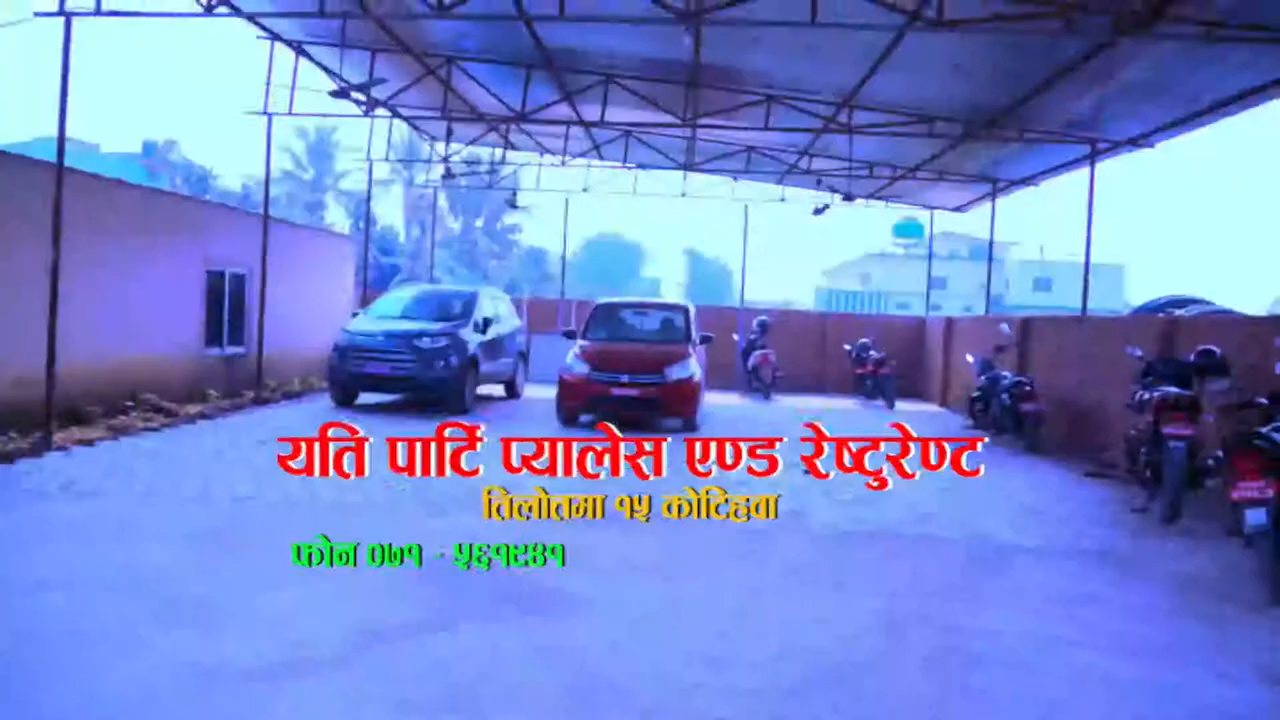 यति पार्टि प्यालेस एण्ड रेष्टुरेण्ट
तिलोतमा १५ कोटिहवा
फोन ०७१ - ५६१९४१